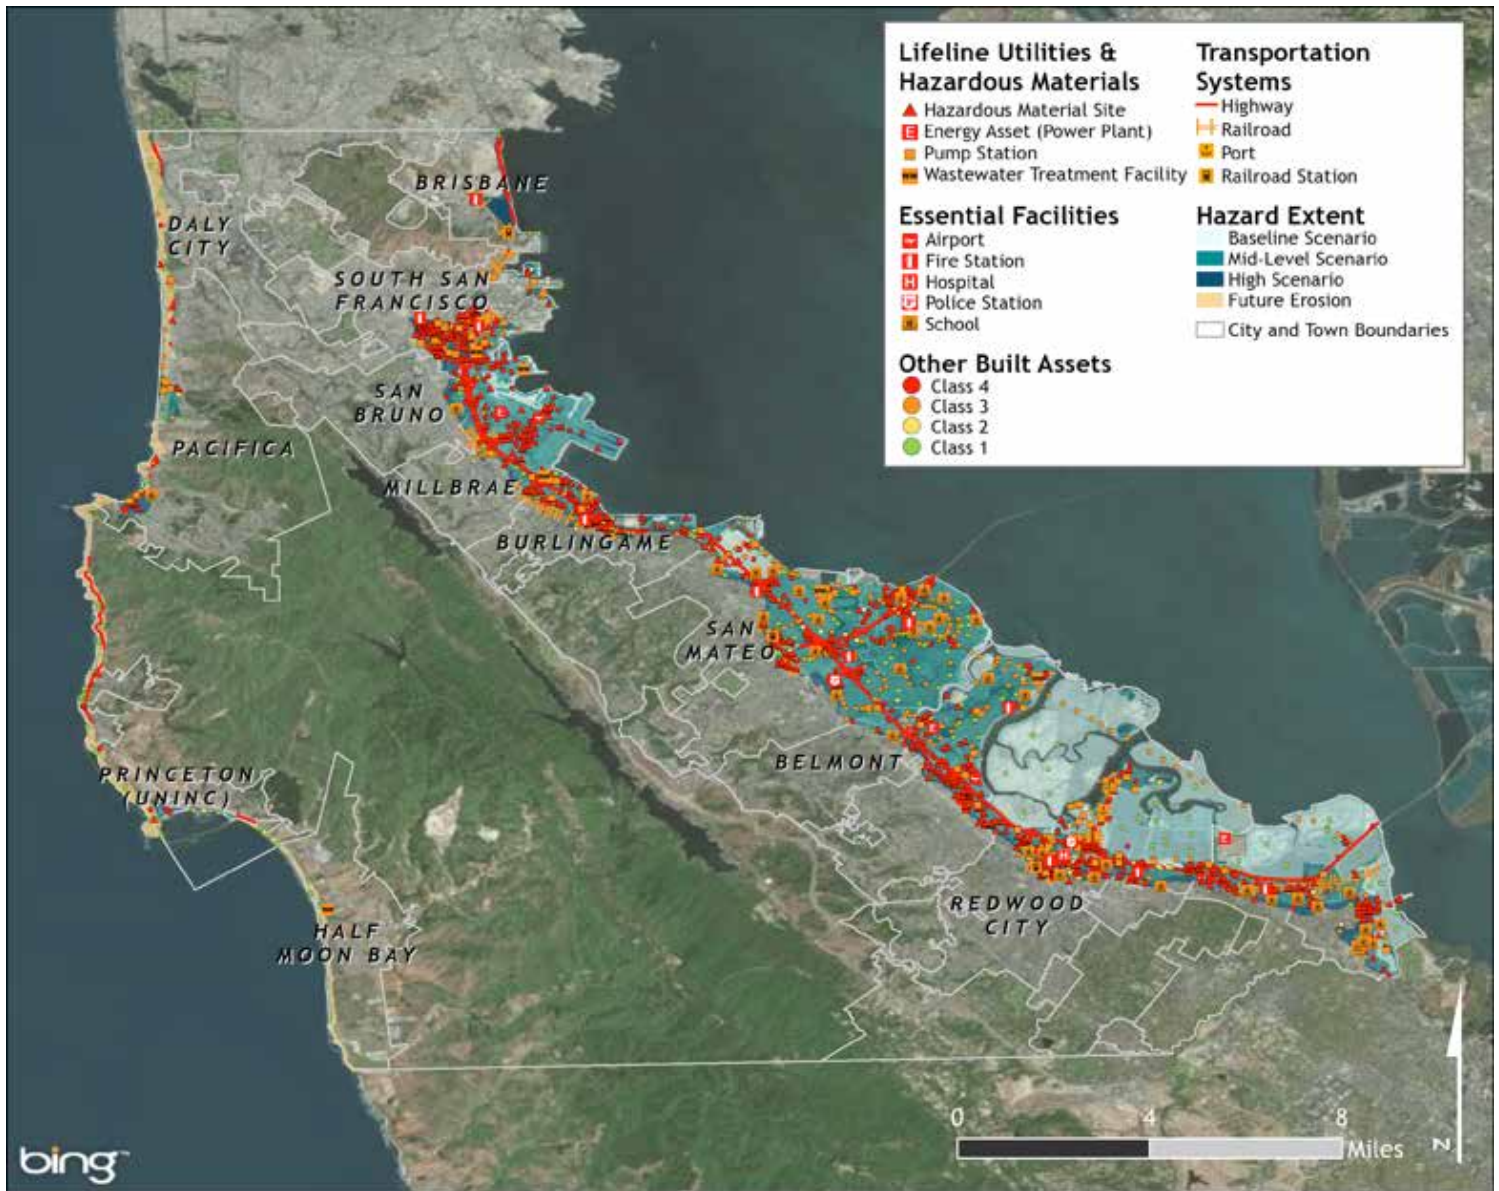 Lifeline Utilities &
Hazardous Materials
Hazardous Material Site
E Energy Asset (Power Plant)
Pump Station
Wastewater Treatment Facility
Essential Facilities
Airport
Fire Station
H Hospital
Police Station
School
Other Built Assets
Class 4
Class 3
Class 2
Class 1
Transportation
Systems
Highway
Railroad
Port
Railroad Station
Hazard Extent
Baseline Scenario
Mid-Level Scenario
High Scenario
Future Erosion
City and Town Boundaries
BRISBANE
DALY
CITY
SOUTH SAN
FRANCISCO
SAN
BRUNO
PACIFICA
MILLBRAE
BURLINGAME
SAN
MATEO
BELMONT
PRINCETON
(UNINC)
REDWOOD
CITY
HALF
MOON BAY
0 4 8
Miles
N
bing